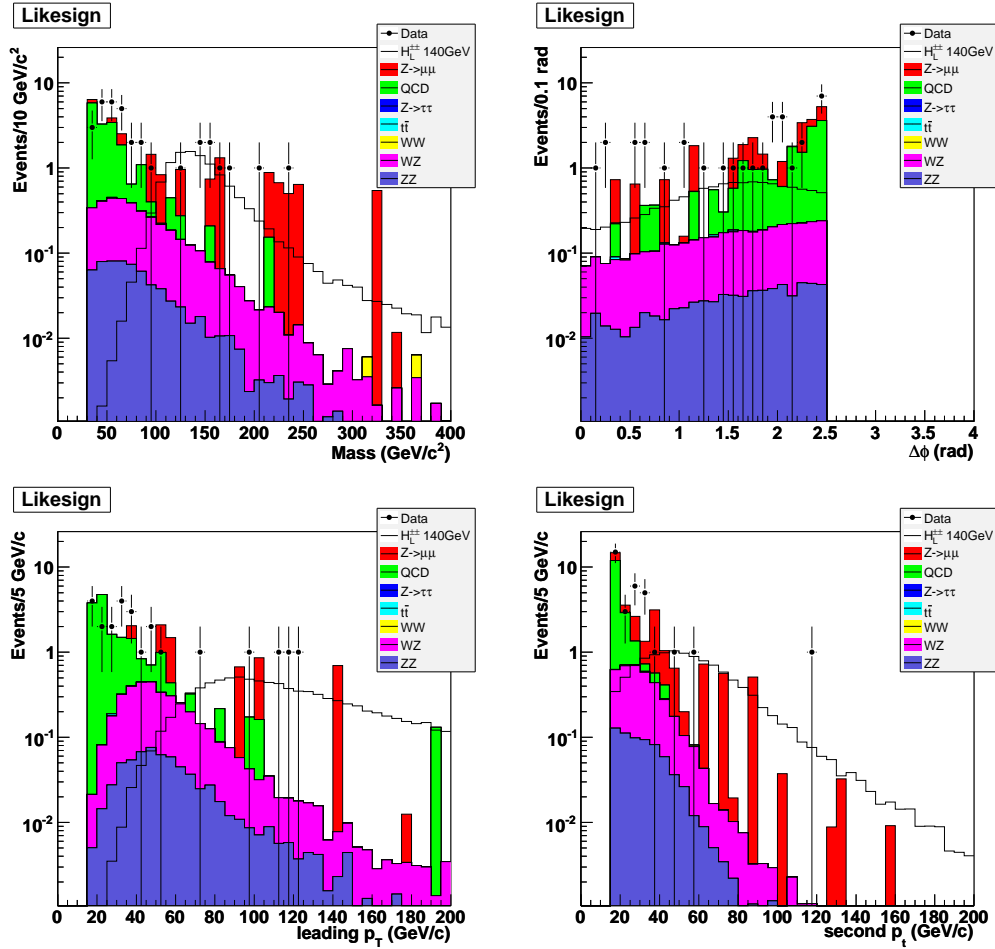 Likesign
Events/10 GeV/c²
10
1
10⁻¹
10⁻²
0 50 100 150 200 250 300 350 400
Mass (GeV/c²)
Data
H_L^±± 140GeV
Z->μμ
QCD
Z->ττ
tt̄
WW
WZ
ZZ
Likesign
Events/0.1 rad
10
1
10⁻¹
10⁻²
0 0.5 1 1.5 2 2.5 3 3.5 4
Δϕ (rad)
Data
H_L^±± 140GeV
Z->μμ
QCD
Z->ττ
tt̄
WW
WZ
ZZ
Likesign
Events/5 GeV/c
10
1
10⁻¹
10⁻²
0 20 40 60 80 100 120 140 160 180 200
leading p_T (GeV/c)
Data
H_L^±± 140GeV
Z->μμ
QCD
Z->ττ
tt̄
WW
WZ
ZZ
Likesign
Events/5 GeV/c
10
1
10⁻¹
10⁻²
0 20 40 60 80 100 120 140 160 180 200
second p_t (GeV/c)
Data
H_L^±± 140GeV
Z->μμ
QCD
Z->ττ
tt̄
WW
WZ
ZZ